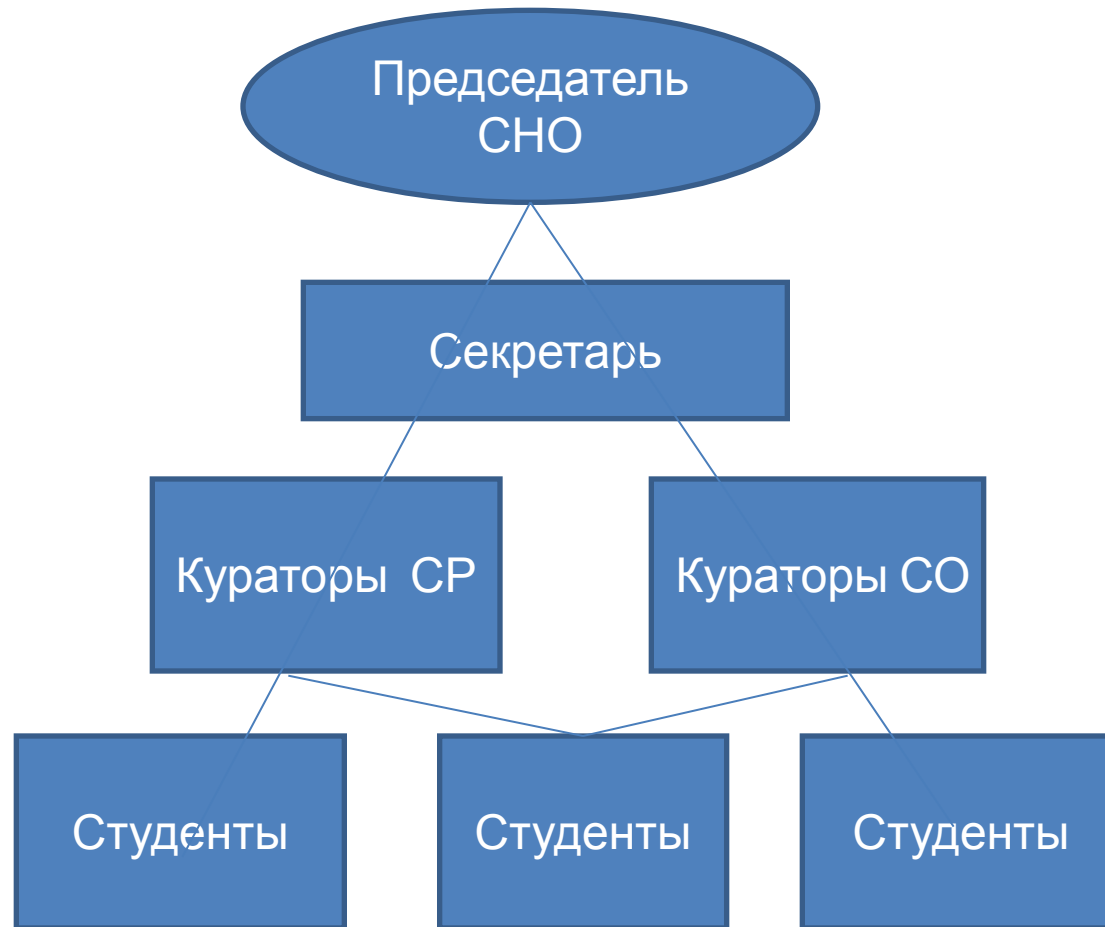 Председатель
СНО
Секретарь
Кураторы  СР
Кураторы СО
Студенты
Студенты
Студенты